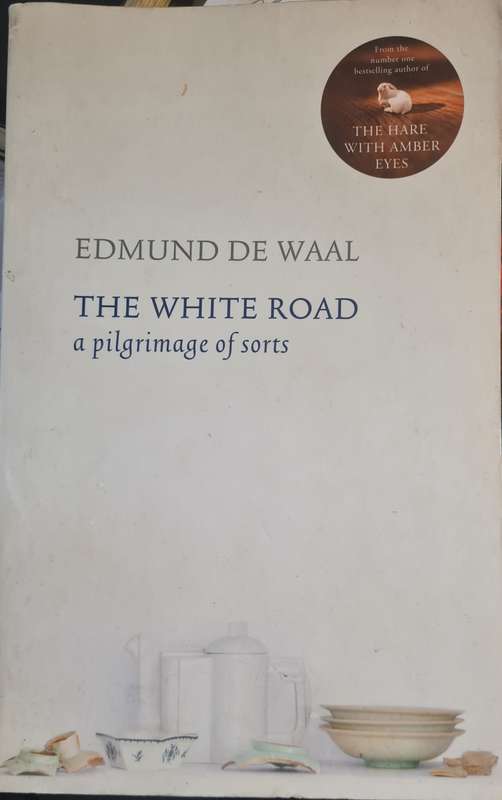 From the
number one
bestselling author of
THE HARE
WITH AMBER
EYES
EDMUND DE WAAL
THE WHITE ROAD
a pilgrimage of sorts